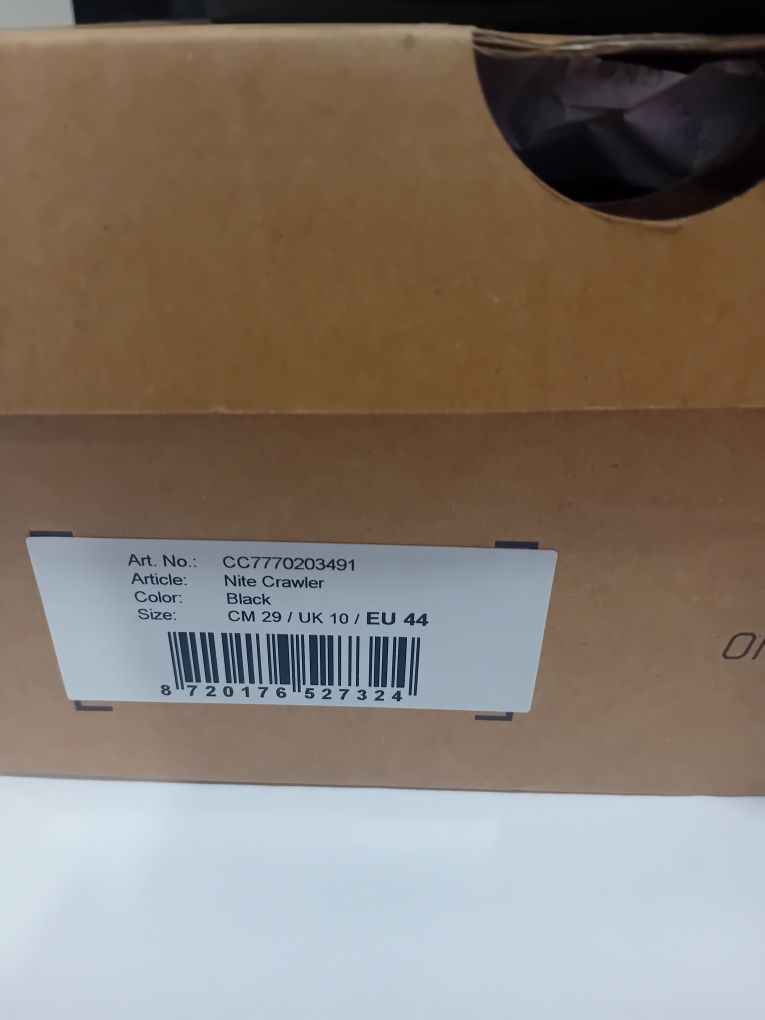 Art. No.: CC7770203491
Article: Nite Crawler
Color: Black
Size: CM 29 / UK 10 / EU 44
8 720176 527324